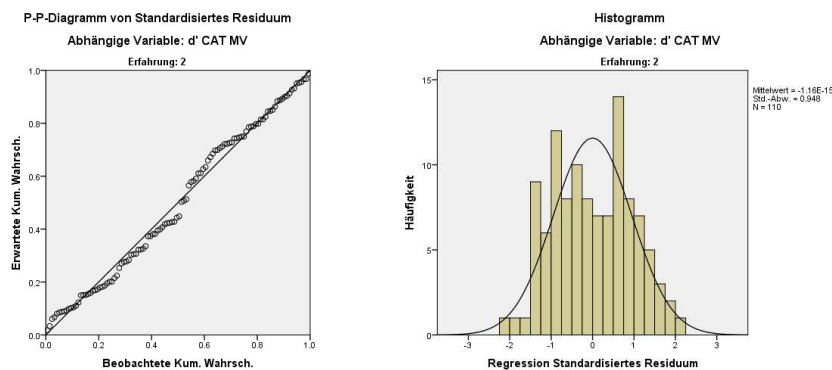 P-P-Diagramm von Standardisiertes Residuum
Abhängige Variable: d' CAT MV
Erfahrung: 2
1.0
0.8
0.6
0.4
0.2
0.0
0.0 0.2 0.4 0.6 0.8 1.0
Erwartete Kum. Wahrsch.
Beobachtete Kum. Wahrsch.
Histogramm
Abhängige Variable: d' CAT MV
Erfahrung: 2
15
10
5
0
-3 -2 -1 0 1 2 3
Häufigkeit
Regression Standardisiertes Residuum
Mittelwert = -1.16E-15
Std.-Abw. = 0.948
N = 110